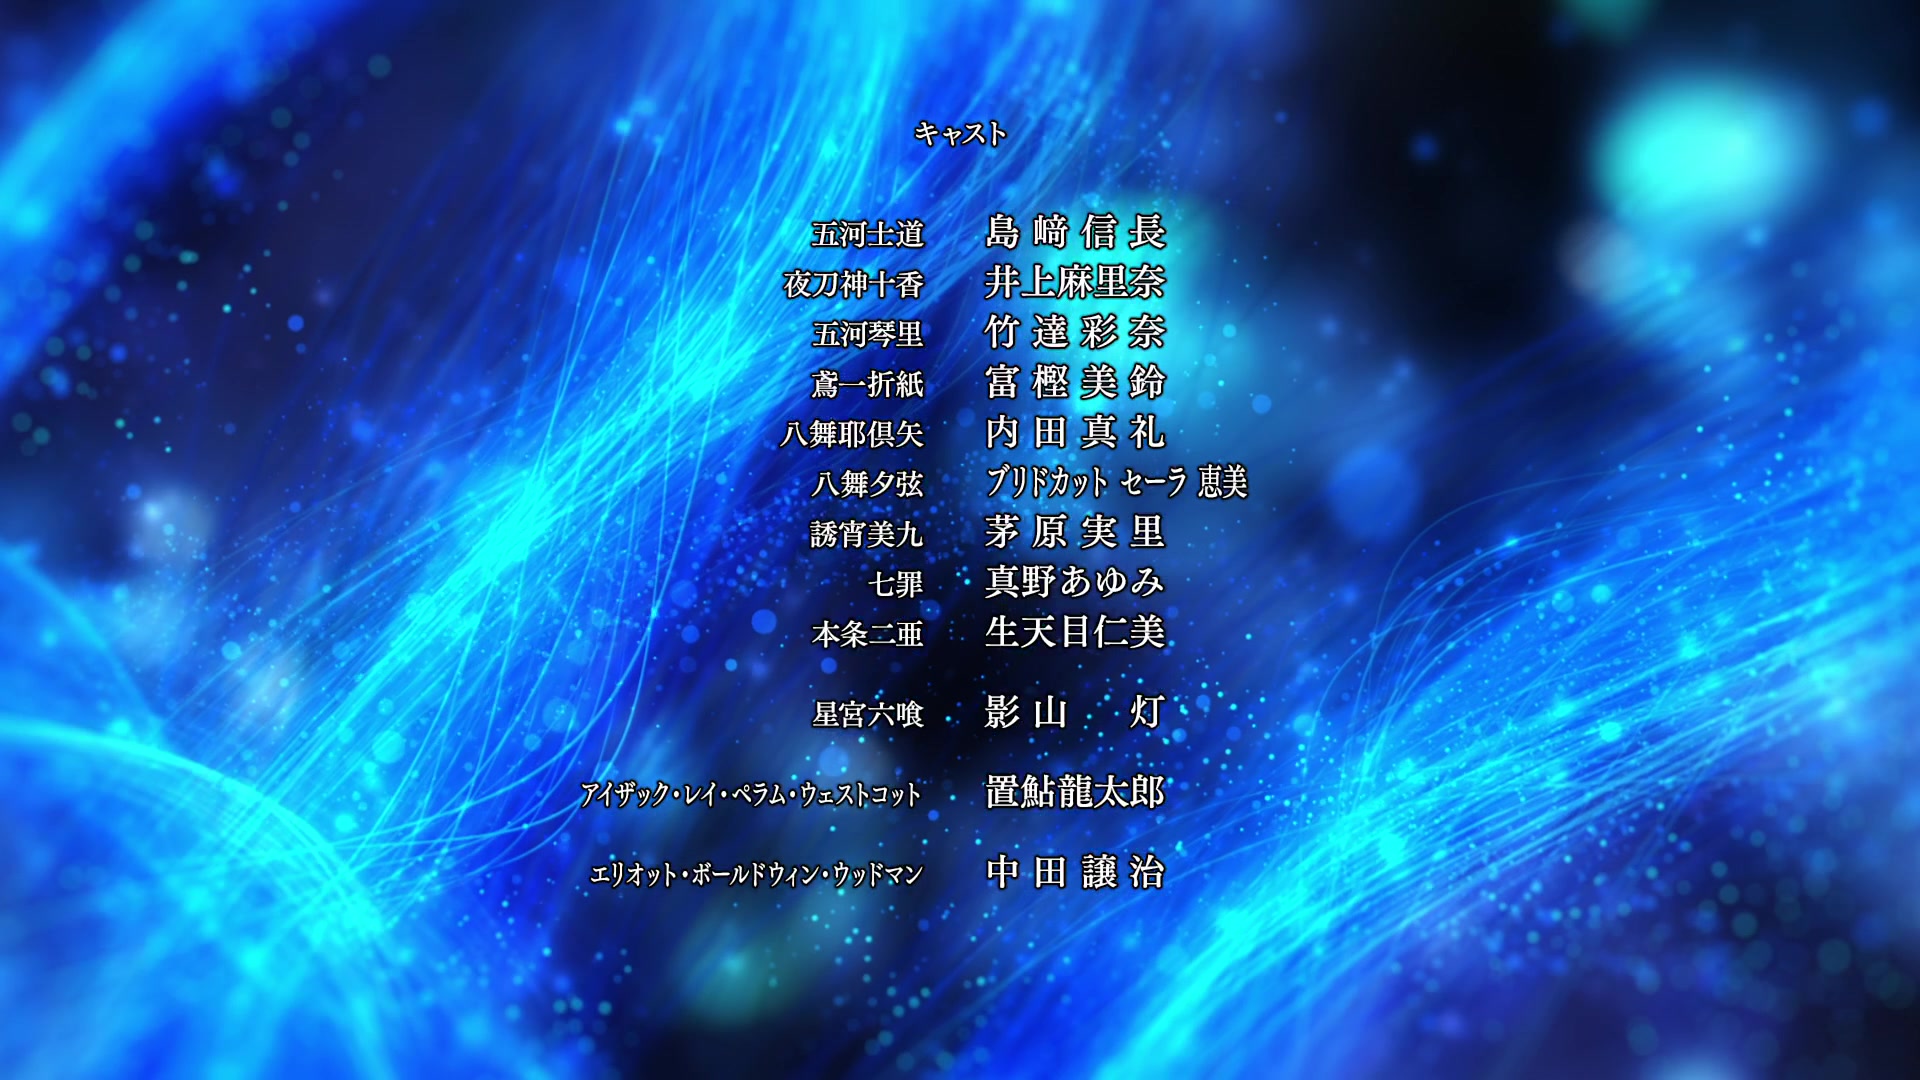 キャスト
五河士道 島﨑信長
夜刀神十香 井上麻里奈
五河琴里 竹達彩奈
鳶一折紙 富樫美鈴
八舞耶倶矢 内田真礼
八舞夕弦 ブリドカット セーラ 恵美
誘宵美九 茅原実里
七罪 真野あゆみ
本条二亜 生天目仁美
星宮六喰 影山 灯
アイザック・レイ・ペラム・ウェストコット 置鮎龍太郎
エリオット・ボールドウィン・ウッドマン 中田譲治